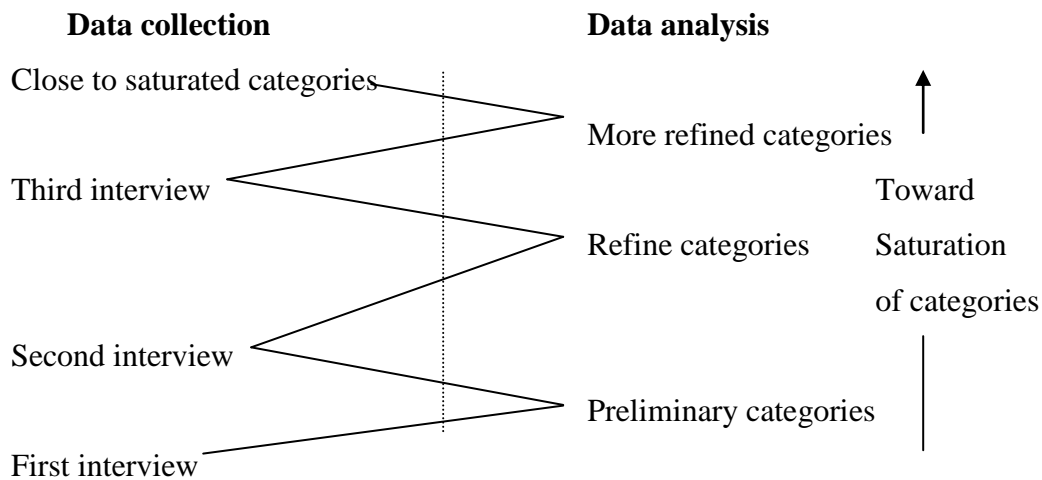 Data collection
Data analysis
Close to saturated categories
More refined categories
Third interview
Toward
Refine categories
Saturation
of categories
Second interview
Preliminary categories
First interview